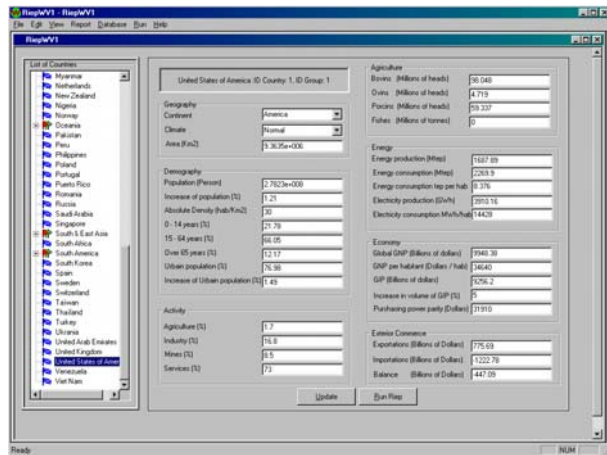 RiepWV1 - RiepWV1
File Edit View Report Database Run Help
RiepWV1
List of Countries
Myanmar
Netherlands
New Zealand
Nigeria
Norway
Oceania
Pakistan
Peru
Philippines
Poland
Portugal
Puerto Rico
Romania
Russia
Saudi Arabia
Singapore
South & East Asia
South Africa
South America
South Korea
Spain
Sweden
Switzerland
Taiwan
Thailand
Turkey
Ukrania
United Arab Emirates
United Kingdom
United States of Amer
Venezuela
Viet Nam
United States of America: ID Country: 1, ID Group: 1
Geography
Continent America
Climate Normal
Area (Km2) 9.3635e+006
Demography
Population (Person) 2.7823e+008
Increase of population (%) 1.21
Absolute Density (hab/Km2) 30
0 - 14 years (%) 21.78
15 - 64 years (%) 66.05
Over 65 years (%) 12.17
Urbain population (%) 76.98
Increase of Urbain population (%) 1.49
Activity
Agriculture (%) 1.7
Industry (%) 16.8
Mines (%) 8.5
Services (%) 73
Agriculture
Bovins (Millions of heads) 98.048
Ovins (Millions of heads) 4.719
Porcins (Millions of heads) 59.337
Fishes (Millions of tonnes) 0
Energy
Energy production (Mtep) 1687.89
Energy consumption (Mtep) 2269.9
Energy consumption tep per hab 8.376
Electricity production (GWh) 3910.16
Electricity consumption MWh/hab 14428
Economy
Global GNP (Billions of dollars) 9948.38
GNP per habitant (Dollars / hab) 34640
GIP (Billions of dollars) 9256.2
Increase in volume of GIP (%) 5
Purchasing power parity (Dollars) 31910
Exterior Commerce
Exportations (Billions of Dollars) 775.69
Importations (Billions of Dollars) -1222.78
Balance (Billions of Dollars) -447.09
Update
Run Riep
Ready
NUM